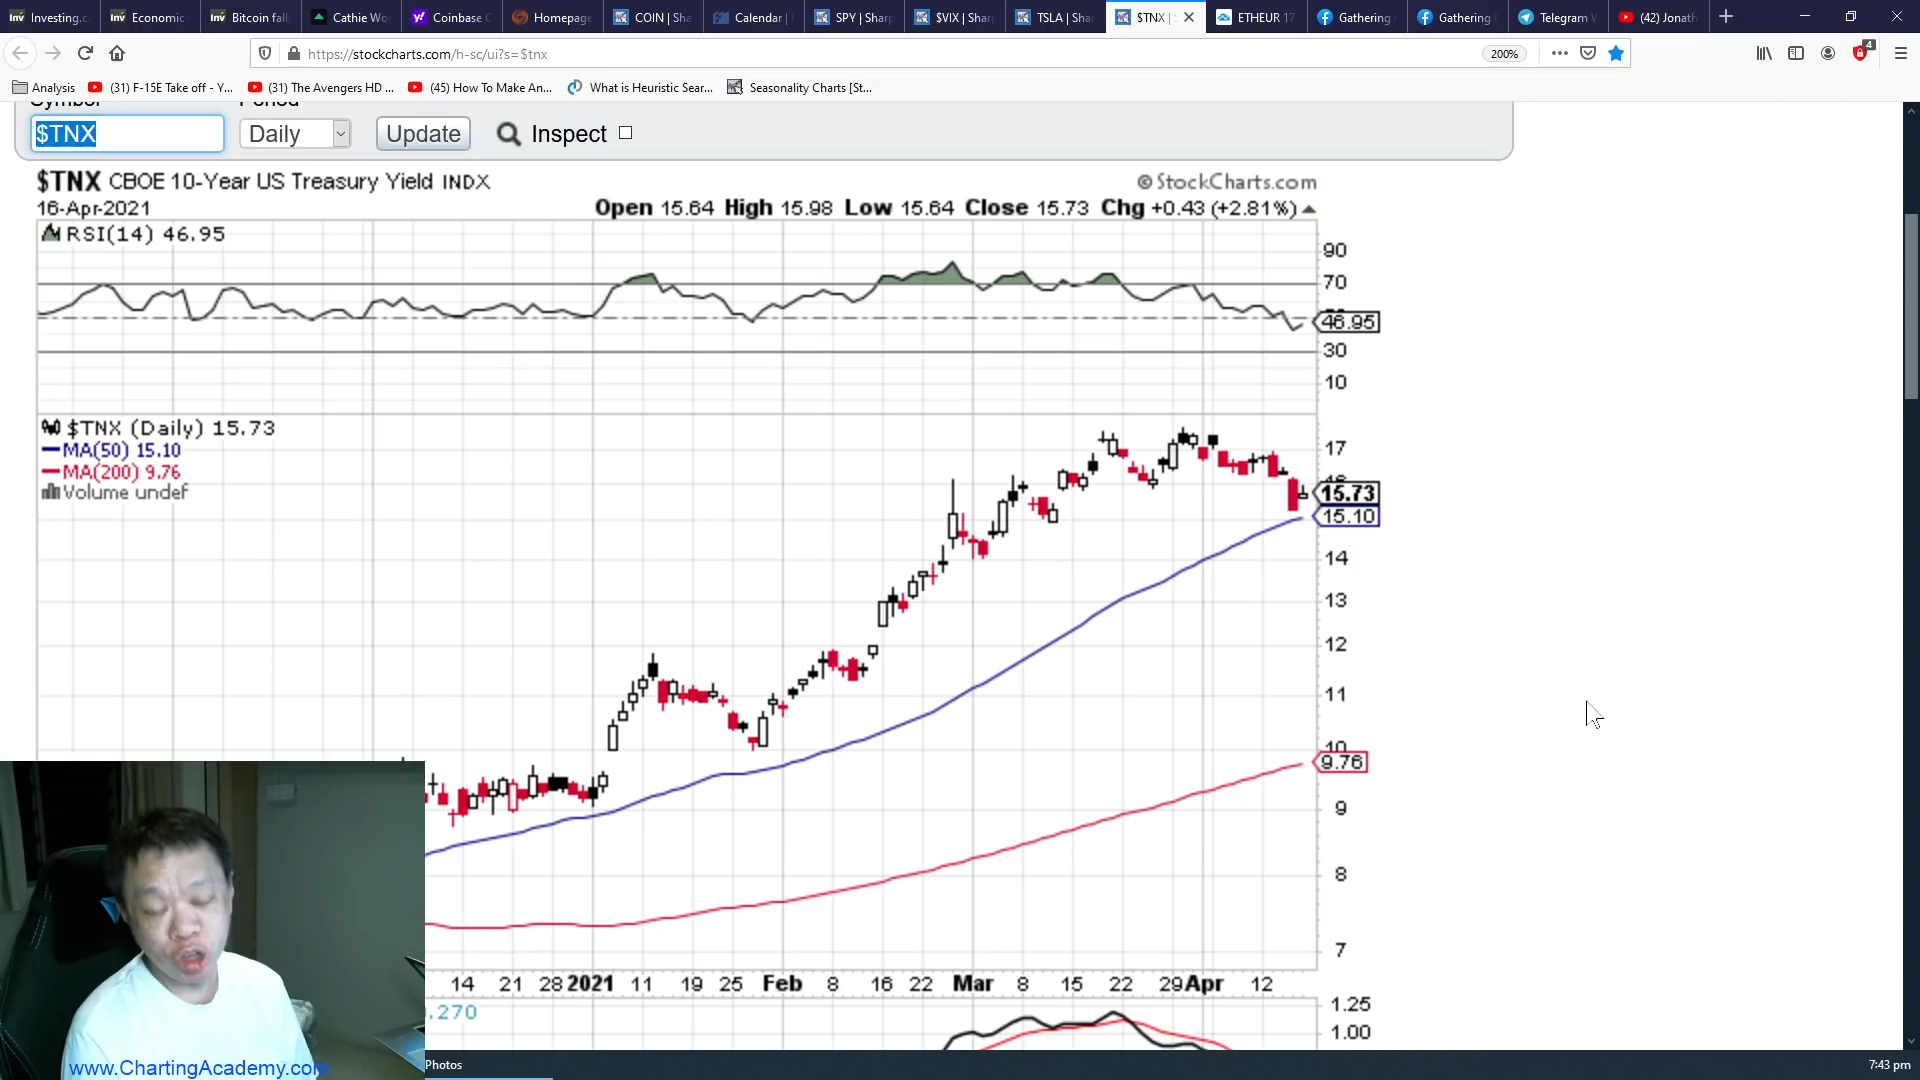 Investing.c
Economic
Bitcoin fall
Cathie Wo
Coinbase C
Homepage
COIN | Sha
Calendar |
SPY | Sharp
$VIX | Shar
TSLA | Sha
$TNX | S
ETHEUR 17
Gathering
Gathering
Telegram W
(42) Jonath
https://stockcharts.com/h-sc/ui?s=$tnx
200%
4
Analysis
(31) F-15E Take off - Y...
(31) The Avengers HD ...
(45) How To Make An...
What is Heuristic Sear...
Seasonality Charts [St...
Symbol
Period
$TNX
Daily
Update
Inspect
$TNX CBOE 10-Year US Treasury Yield INDX
© StockCharts.com
16-Apr-2021
Open 15.64 High 15.98 Low 15.64 Close 15.73 Chg +0.43 (+2.81%)
RSI(14) 46.95
90
70
46.95
30
10
$TNX (Daily) 15.73
MA(50) 15.10
MA(200) 9.76
Volume undef
17
16
15.73
15.10
14
13
12
11
10
9.76
9
8
7
14 21 28 2021 11 19 25 Feb 8 16 22 Mar 8 15 22 29 Apr 12
.270
1.25
1.00
www.ChartingAcademy.com
Photos
7:43 pm